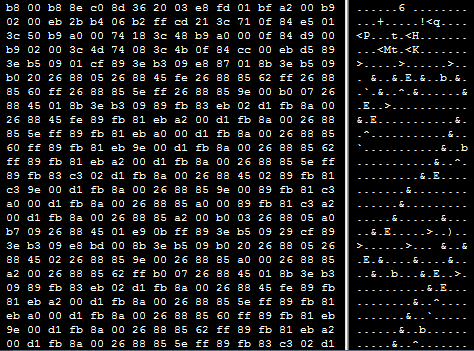 b8 00 b8 8e c0 8d 36 20 03 e8 fd 01 bf a2 00 b9 ......6 ........
02 00 eb 2b b4 06 b2 ff cd 21 3c 71 0f 84 e5 01 ...+.....!<q....
3c 50 b9 a0 00 74 18 3c 48 b9 a0 00 0f 84 d9 00 <P...t.<H.......
b9 02 00 3c 4d 74 08 3c 4b 0f 84 cc 00 eb d5 89 ...<Mt.<K.......
3e b5 09 01 cf 89 3e b3 09 e8 87 01 8b 3e b5 09 >.....>......>..
b0 20 26 88 05 26 88 45 fe 26 88 85 62 ff 26 88 . &..&.E.&..b.&.
85 60 ff 26 88 85 5e ff 26 88 85 9e 00 b0 07 26 .`.&..^.&......&
88 45 01 8b 3e b3 09 89 fb 83 eb 02 d1 fb 8a 00 .E..>...........
26 88 45 fe 89 fb 81 eb a2 00 d1 fb 8a 00 26 88 &.E...........&.
85 5e ff 89 fb 81 eb a0 00 d1 fb 8a 00 26 88 85 .^...........&..
60 ff 89 fb 81 eb 9e 00 d1 fb 8a 00 26 88 85 62 `...........&..b
ff 89 fb 81 eb a2 00 d1 fb 8a 00 26 88 85 5e ff ...........&..^.
89 fb 83 c3 02 d1 fb 8a 00 26 88 45 02 89 fb 81 .........&.E....
c3 9e 00 d1 fb 8a 00 26 88 85 9e 00 89 fb 81 c3 .......&........
a0 00 d1 fb 8a 00 26 88 85 a0 00 89 fb 81 c3 a2 ......&.........
00 d1 fb 8a 00 26 88 85 a2 00 b0 03 26 88 05 a0 .....&......&...
b7 09 26 88 45 01 e9 0b ff 89 3e b5 09 29 cf 89 ..&.E.....>..)..
3e b3 09 e8 bd 00 8b 3e b5 09 b0 20 26 88 05 26 >......>... &..&
88 45 02 26 88 85 9e 00 26 88 85 a0 00 26 88 85 .E.&....&....&..
a2 00 26 88 85 62 ff b0 07 26 88 45 01 8b 3e b3 ..&..b...&.E..>.
09 89 fb 83 eb 02 d1 fb 8a 00 26 88 45 fe 89 fb ..........&.E...
81 eb a2 00 d1 fb 8a 00 26 88 85 5e ff 89 fb 81 ........&..^....
eb a0 00 d1 fb 8a 00 26 88 85 60 ff 89 fb 81 eb .......&..`.....
9e 00 d1 fb 8a 00 26 88 85 62 ff 89 fb 81 eb a2 ......&..b......
00 d1 fb 8a 00 26 88 85 5e ff 89 fb 83 c3 02 d1 .....&..^.......